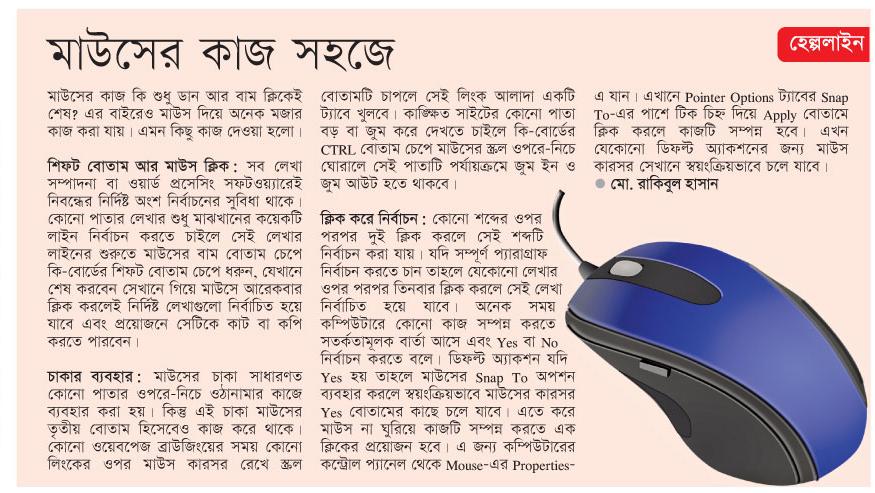 মাউসের কাজ সহজে
হেল্পলাইন
মাউসের কাজ কি শুধু ডান আর বাম ক্লিকেই
শেষ? এর বাইরেও মাউস দিয়ে অনেক মজার
কাজ করা যায়। এমন কিছু কাজ দেওয়া হলো।
শিফট বোতাম আর মাউস ক্লিক : সব লেখা
সম্পাদনা বা ওয়ার্ড প্রসেসিং সফটওয়্যারেই
নিবন্ধের নির্দিষ্ট অংশ নির্বাচনের সুবিধা থাকে।
কোনো পাতার লেখার শুধু মাঝখানের কয়েকটি
লাইন নির্বাচন করতে চাইলে সেই লেখার
লাইনের শুরুতে মাউসের বাম বোতাম চেপে
কি-বোর্ডের শিফট বোতাম চেপে ধরুন, যেখানে
শেষ করবেন সেখানে গিয়ে মাউসে আরেকবার
ক্লিক করলেই নির্দিষ্ট লেখাগুলো নির্বাচিত হয়ে
যাবে এবং প্রয়োজনে সেটিকে কাট বা কপি
করতে পারবেন।
চাকার ব্যবহার : মাউসের চাকা সাধারণত
কোনো পাতার ওপরে-নিচে ওঠানামার কাজে
ব্যবহার করা হয়। কিন্তু এই চাকা মাউসের
তৃতীয় বোতাম হিসেবেও কাজ করে থাকে।
কোনো ওয়েবপেজ ব্রাউজিংয়ের সময় কোনো
লিংকের ওপর মাউস কারসর রেখে স্ক্রল
বোতামটি চাপলে সেই লিংক আলাদা একটি
ট্যাবে খুলবে। কাঙ্ক্ষিত সাইটের কোনো পাতা
বড় বা জুম করে দেখতে চাইলে কি-বোর্ডের
CTRL বোতাম চেপে মাউসের স্ক্রল ওপরে-নিচে
ঘোরালে সেই পাতাটি পর্যায়ক্রমে জুম ইন ও
জুম আউট হতে থাকবে।
ক্লিক করে নির্বাচন : কোনো শব্দের ওপর
পরপর দুই ক্লিক করলে সেই শব্দটি
নির্বাচন করা যায়। যদি সম্পূর্ণ প্যারাগ্রাফ
নির্বাচন করতে চান তাহলে যেকোনো লেখার
ওপর পরপর তিনবার ক্লিক করলে সেই লেখা
নির্বাচিত হয়ে যাবে। অনেক সময়
কম্পিউটারে কোনো কাজ সম্পন্ন করতে
সতর্কতামূলক বার্তা আসে এবং Yes বা No
নির্বাচন করতে বলে। ডিফল্ট অ্যাকশন যদি
Yes হয় তাহলে মাউসের Snap To অপশন
ব্যবহার করলে স্বয়ংক্রিয়ভাবে মাউসের কারসর
Yes বোতামের কাছে চলে যাবে। এতে করে
মাউস না ঘুরিয়ে কাজটি সম্পন্ন করতে এক
ক্লিকের প্রয়োজন হবে। এ জন্য কম্পিউটারের
কন্ট্রোল প্যানেল থেকে Mouse-এর Properties-
এ যান। এখানে Pointer Options ট্যাবের Snap
To-এর পাশে টিক চিহ্ন দিয়ে Apply বোতামে
ক্লিক করলে কাজটি সম্পন্ন হবে। এখন
যেকোনো ডিফল্ট অ্যাকশনের জন্য মাউস
কারসর সেখানে স্বয়ংক্রিয়ভাবে চলে যাবে।
● মো. রাকিবুল হাসান